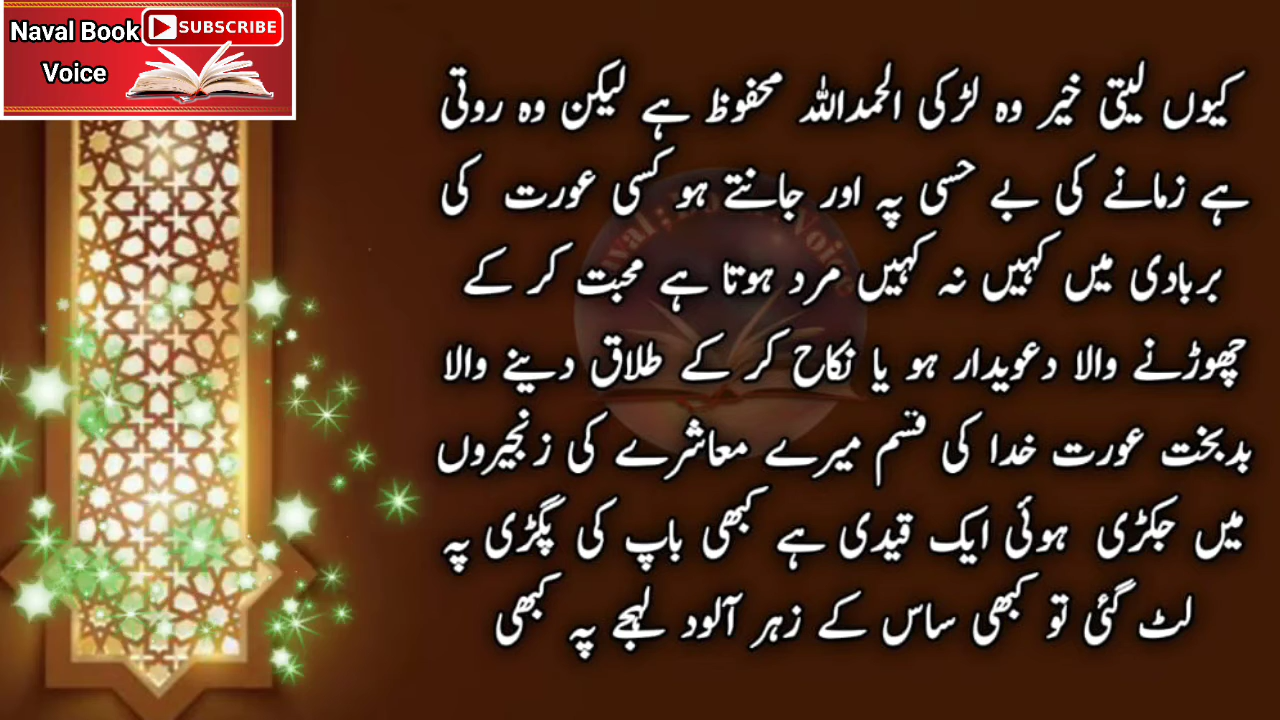 Naval Book
SUBSCRIBE
Voice
کیوں لیتی خیر وہ لڑکی الحمداللہ محفوظ ہے لیکن وہ روتی
ہے زمانے کی بے حسی پہ اور جانتے ہو کسی عورت کی
بربادی میں کہیں نہ کہیں مرد ہوتا ہے محبت کر کے
چھوڑنے والا دعویدار ہو یا نکاح کر کے طلاق دینے والا
بدبخت عورت خدا کی قسم میرے معاشرے کی زنجیروں
میں جکڑی ہوئی ایک قیدی ہے کبھی باپ کی پگڑی پہ
لٹ گئی تو کبھی ساس کے زہر آلود لہجے پہ کبھی